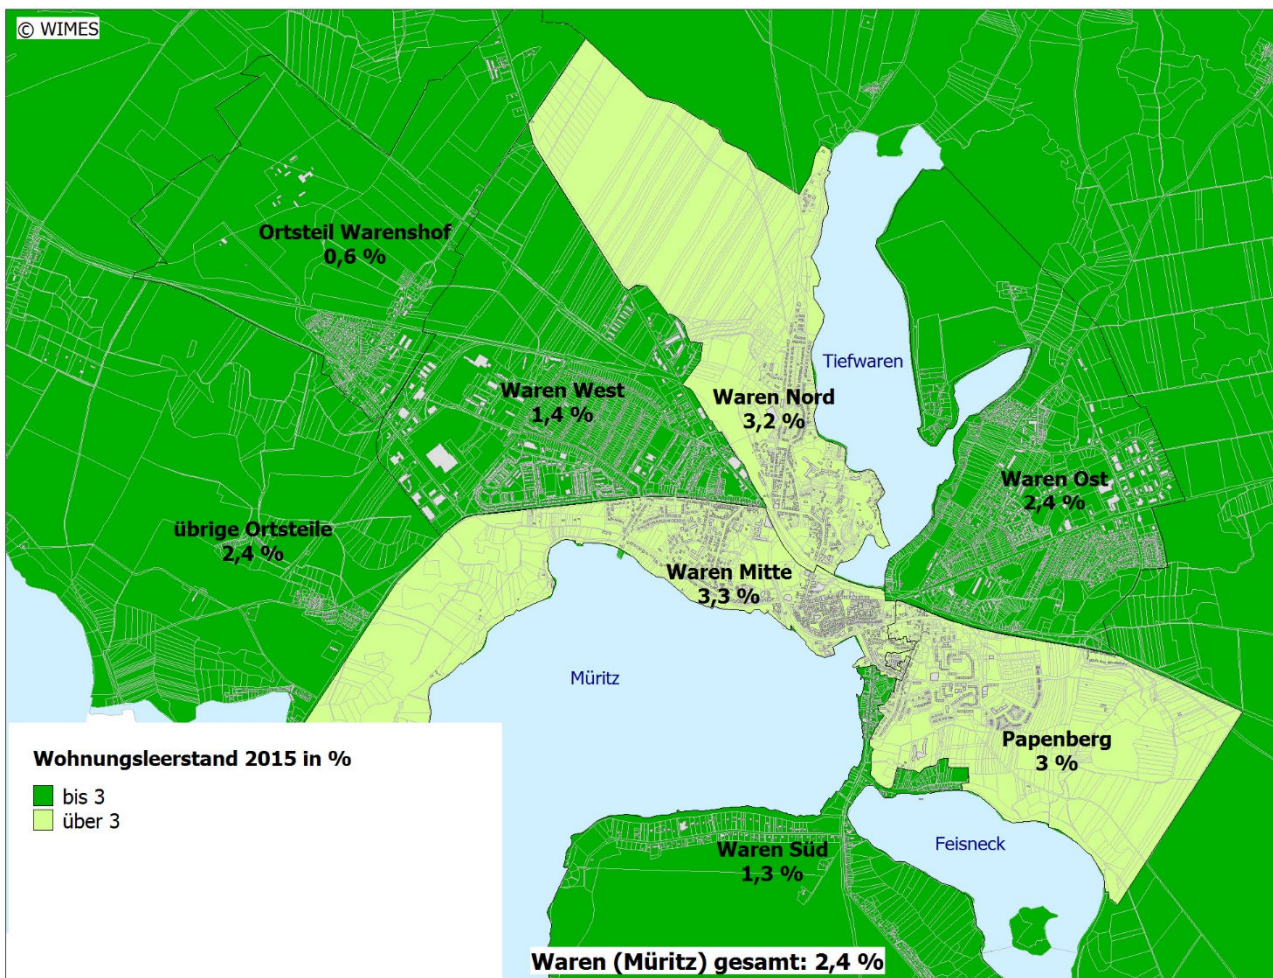 © WIMES
Ortsteil Warenshof
0,6 %
Tiefwaren
Waren West
1,4 %
Waren Nord
3,2 %
Waren Ost
2,4 %
übrige Ortsteile
2,4 %
Waren Mitte
3,3 %
Müritz
Papenberg
3 %
Wohnungsleerstand 2015 in %
bis 3
über 3
Waren Süd
1,3 %
Feisneck
Waren (Müritz) gesamt: 2,4 %